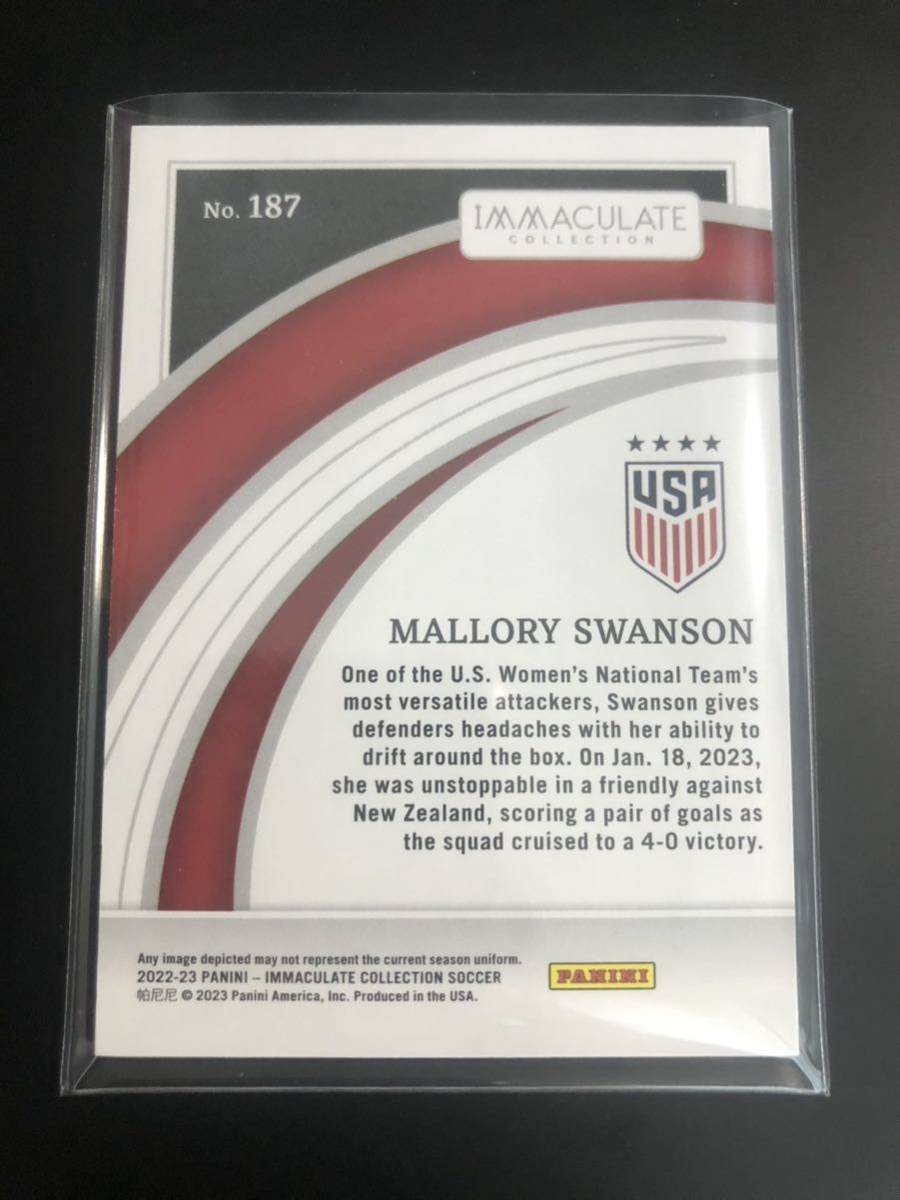 No. 187
IMMACULATE
COLLECTION
USA
MALLORY SWANSON
One of the U.S. Women's National Team's
most versatile attackers, Swanson gives
defenders headaches with her ability to
drift around the box. On Jan. 18, 2023,
she was unstoppable in a friendly against
New Zealand, scoring a pair of goals as
the squad cruised to a 4-0 victory.
Any image depicted may not represent the current season uniform.
2022-23 PANINI – IMMACULATE COLLECTION SOCCER
帕尼尼 © 2023 Panini America, Inc. Produced in the USA.
PANINI